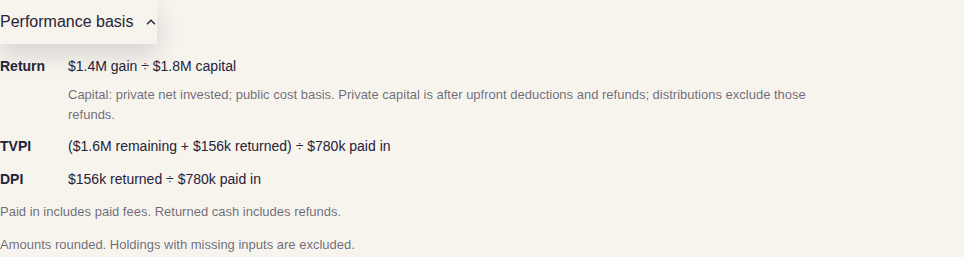 Performance basis
Return $1.4M gain ÷ $1.8M capital
Capital: private net invested; public cost basis. Private capital is after upfront deductions and refunds; distributions exclude those
refunds.
TVPI ($1.6M remaining + $156k returned) ÷ $780k paid in
DPI $156k returned ÷ $780k paid in
Paid in includes paid fees. Returned cash includes refunds.
Amounts rounded. Holdings with missing inputs are excluded.